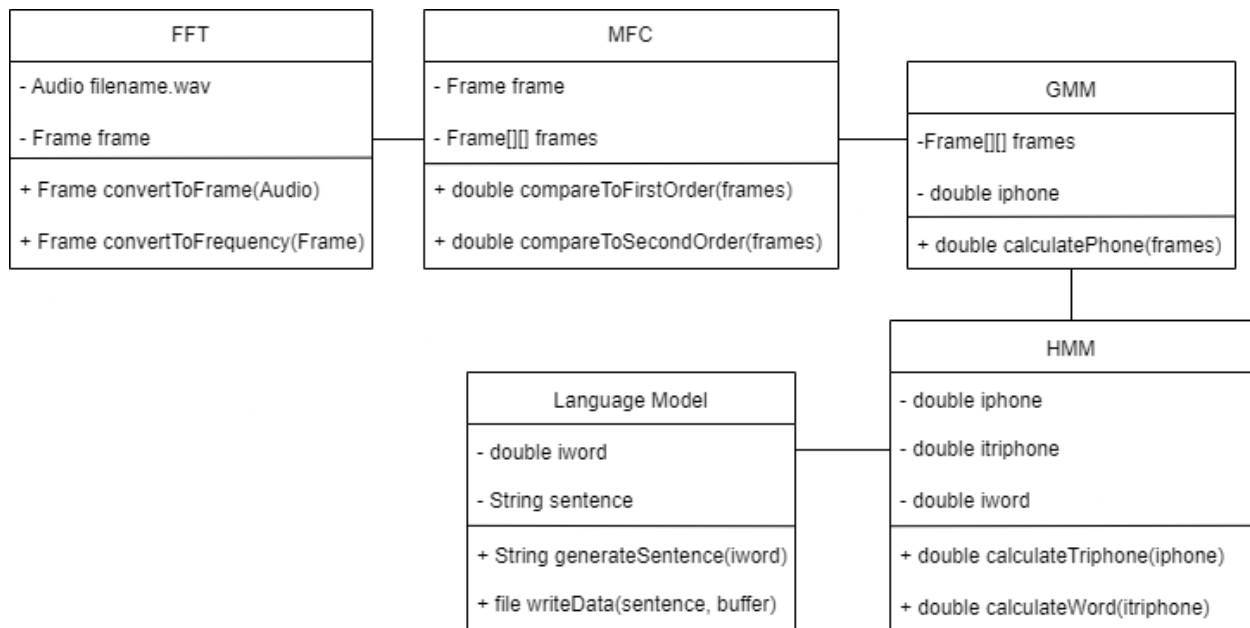 FFT
- Audio filename.wav
- Frame frame
+ Frame convertToFrame(Audio)
+ Frame convertToFrequency(Frame)
MFC
- Frame frame
- Frame[][] frames
+ double compareToFirstOrder(frames)
+ double compareToSecondOrder(frames)
GMM
-Frame[][] frames
- double iphone
+ double calculatePhone(frames)
HMM
- double iphone
- double itriphone
- double iword
+ double calculateTriphone(iphone)
+ double calculateWord(itriphone)
Language Model
- double iword
- String sentence
+ String generateSentence(iword)
+ file writeData(sentence, buffer)